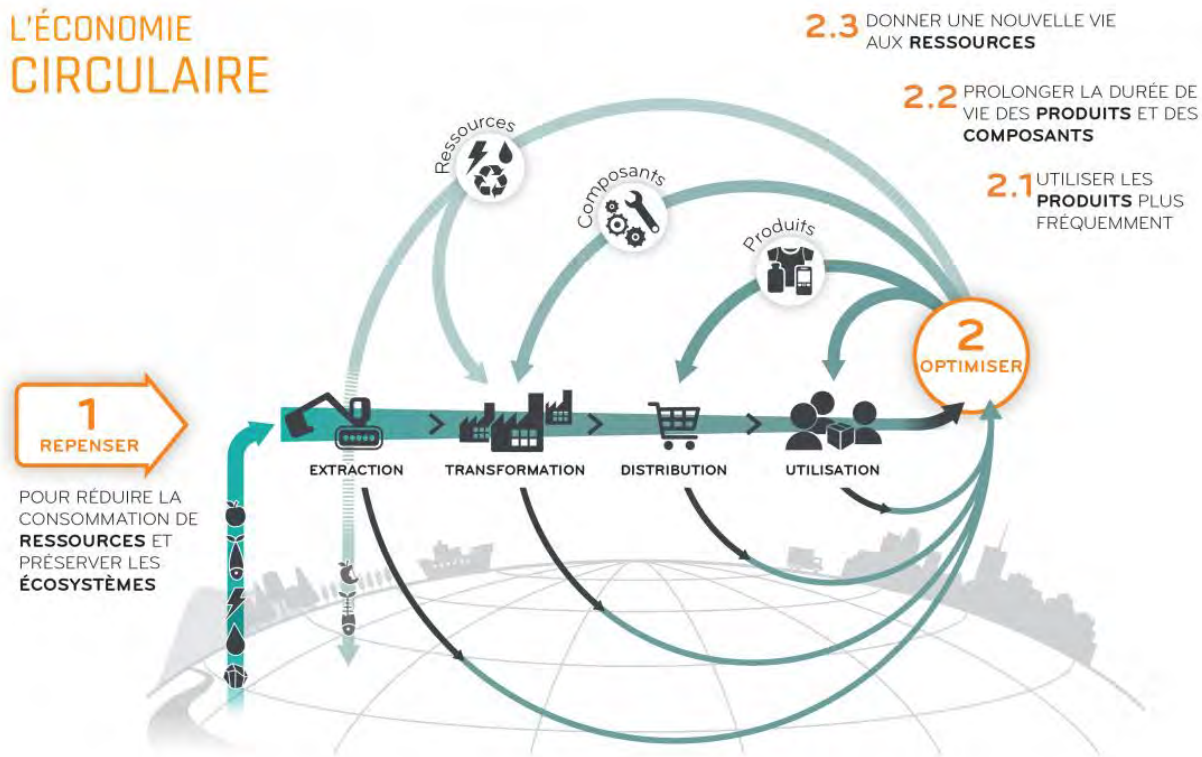 L'ÉCONOMIE
CIRCULAIRE
2.3 DONNER UNE NOUVELLE VIE
AUX RESSOURCES
2.2 PROLONGER LA DURÉE DE
VIE DES PRODUITS ET DES
COMPOSANTS
2.1 UTILISER LES
PRODUITS PLUS
FRÉQUEMMENT
Ressources
Composants
Produits
2
OPTIMISER
1
REPENSER
POUR RÉDUIRE LA
CONSOMMATION DE
RESSOURCES ET
PRÉSERVER LES
ÉCOSYSTÈMES
EXTRACTION
TRANSFORMATION
DISTRIBUTION
UTILISATION